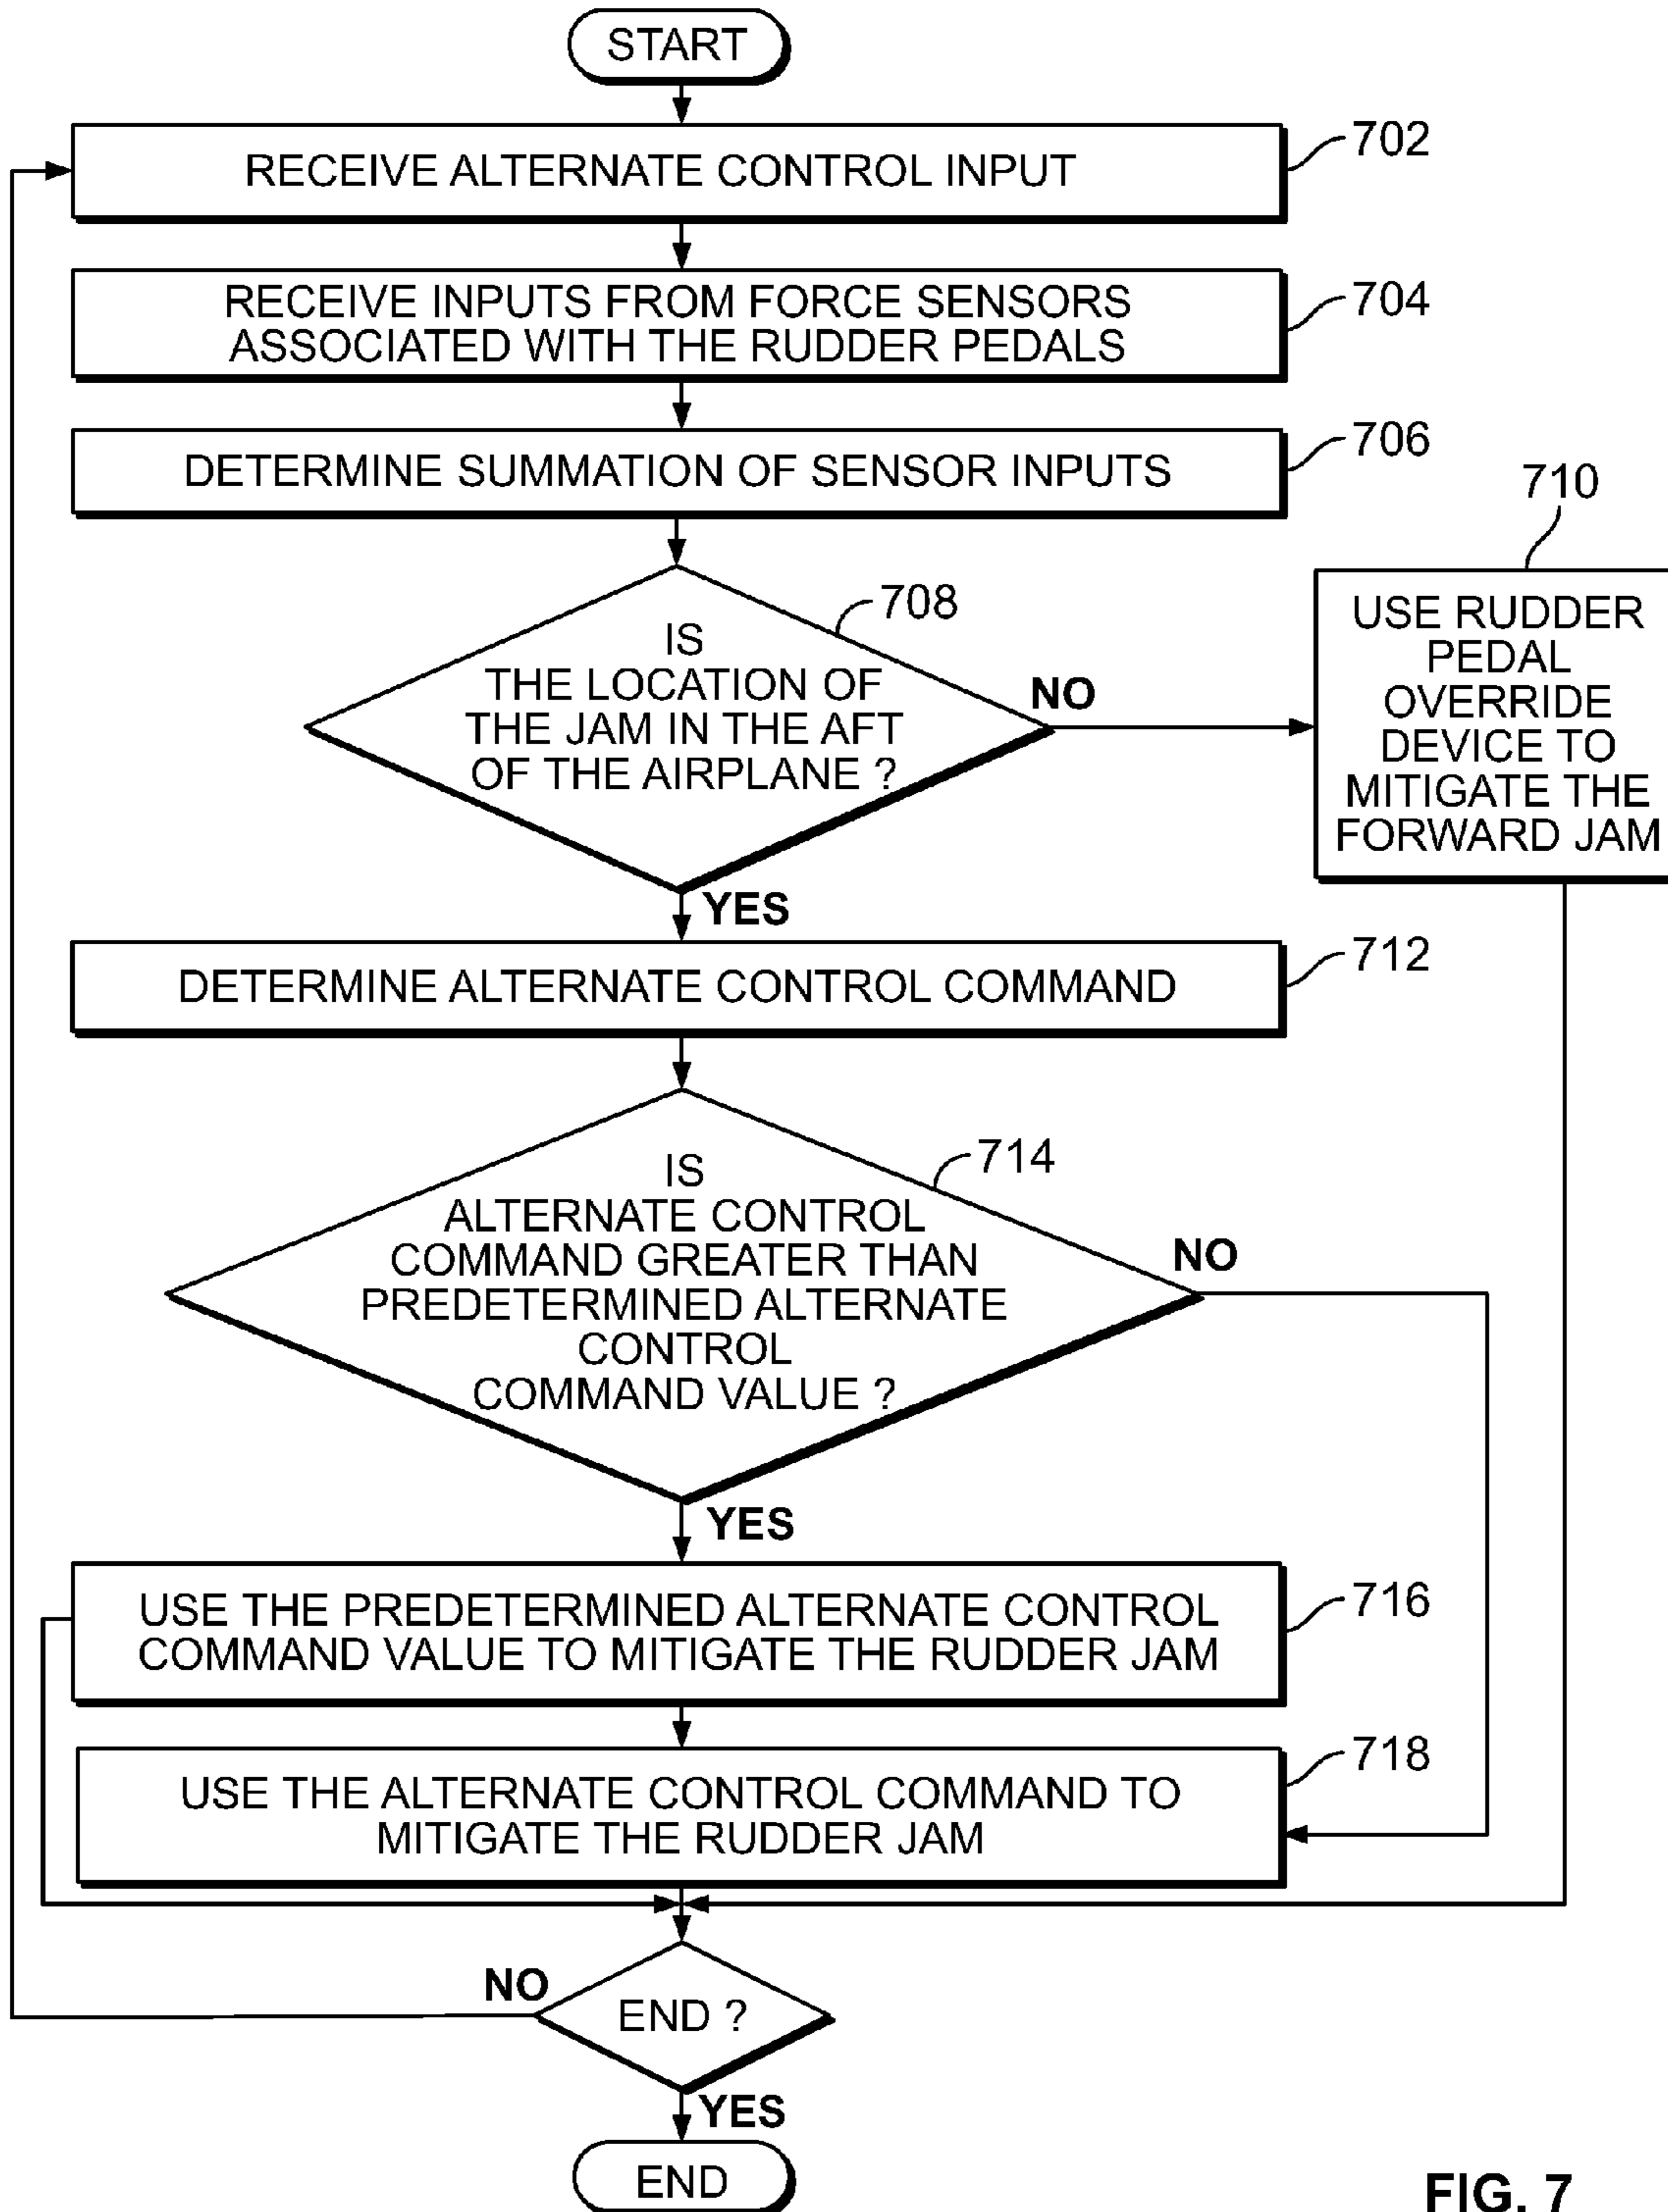 START
RECEIVE ALTERNATE CONTROL INPUT
702
RECEIVE INPUTS FROM FORCE SENSORS
ASSOCIATED WITH THE RUDDER PEDALS
704
DETERMINE SUMMATION OF SENSOR INPUTS
706
IS
THE LOCATION OF
THE JAM IN THE AFT
OF THE AIRPLANE ?
708
NO
710
USE RUDDER
PEDAL
OVERRIDE
DEVICE TO
MITIGATE THE
FORWARD JAM
YES
DETERMINE ALTERNATE CONTROL COMMAND
712
IS
ALTERNATE CONTROL
COMMAND GREATER THAN
PREDETERMINED ALTERNATE
CONTROL
COMMAND VALUE ?
714
NO
YES
USE THE PREDETERMINED ALTERNATE CONTROL
COMMAND VALUE TO MITIGATE THE RUDDER JAM
716
USE THE ALTERNATE CONTROL COMMAND TO
MITIGATE THE RUDDER JAM
718
NO
END ?
YES
END
FIG. 7